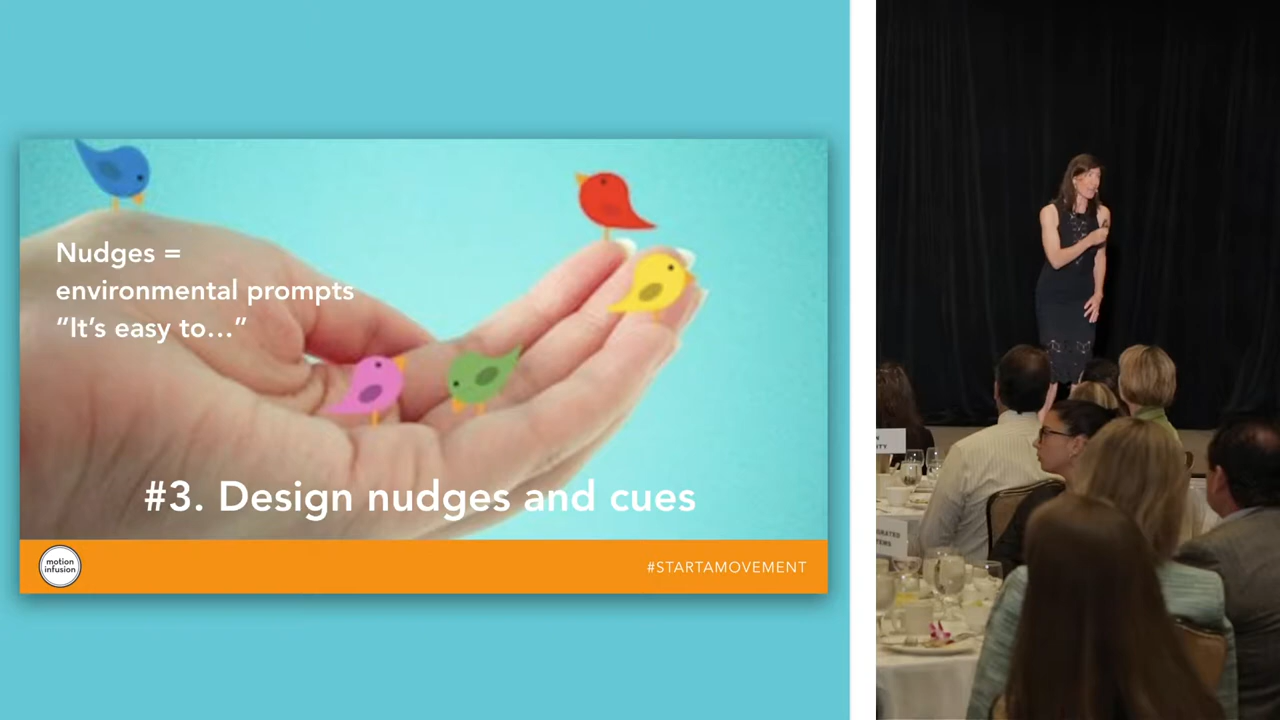 Nudges =
environmental prompts
“It’s easy to…”
#3. Design nudges and cues
motion
infusion
#STARTAMOVEMENT